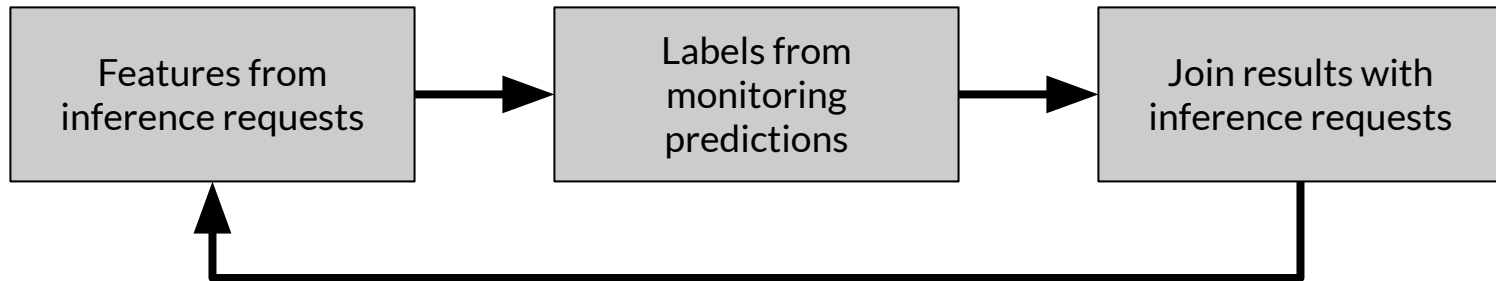 Features from
inference requests
Labels from
monitoring
predictions
Join results with
inference requests